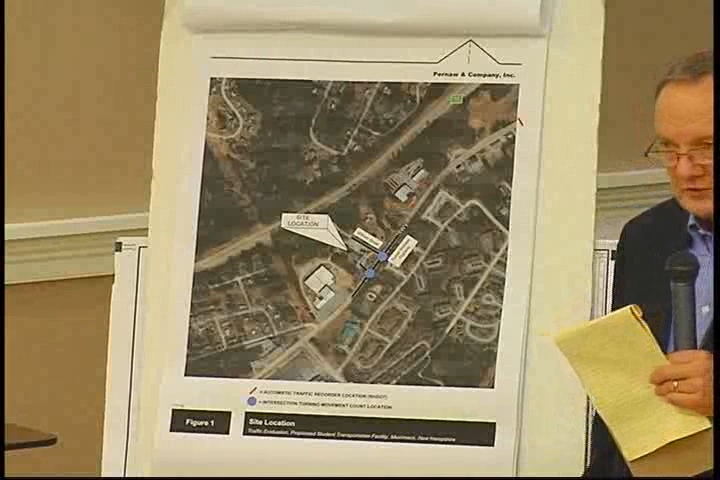 Pernaw & Company, Inc.
SITE
LOCATION
= AUTOMATIC TRAFFIC RECORDER LOCATION (NHDOT)
= INTERSECTION TURNING MOVEMENT COUNT LOCATION
Figure 1
Site Location
Traffic Evaluation, Proposed Student Transportation Facility, Merrimack, New Hampshire